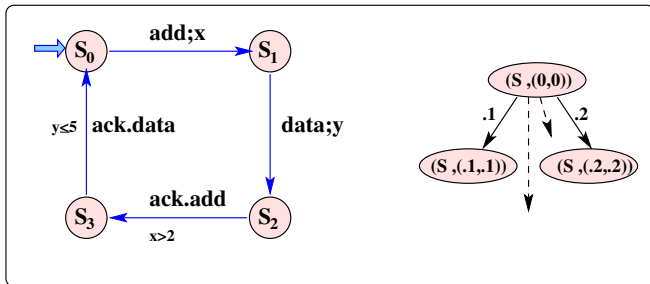 add;x
S₀
S₁
(S ,(0,0))
.1
.2
y≤5
ack.data
data;y
(S ,(.1,.1))
(S ,(.2,.2))
ack.add
S₃
S₂
x>2